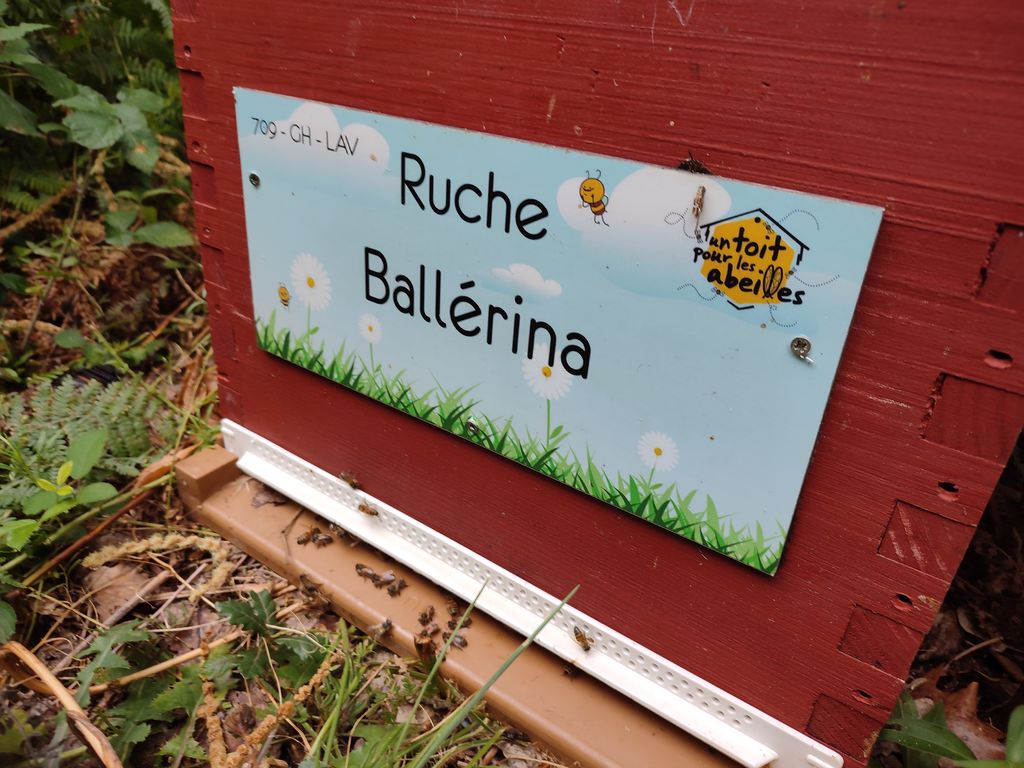 709 - GH - LAV
Ruche
Ballérina
un toit
pour les
abeilles